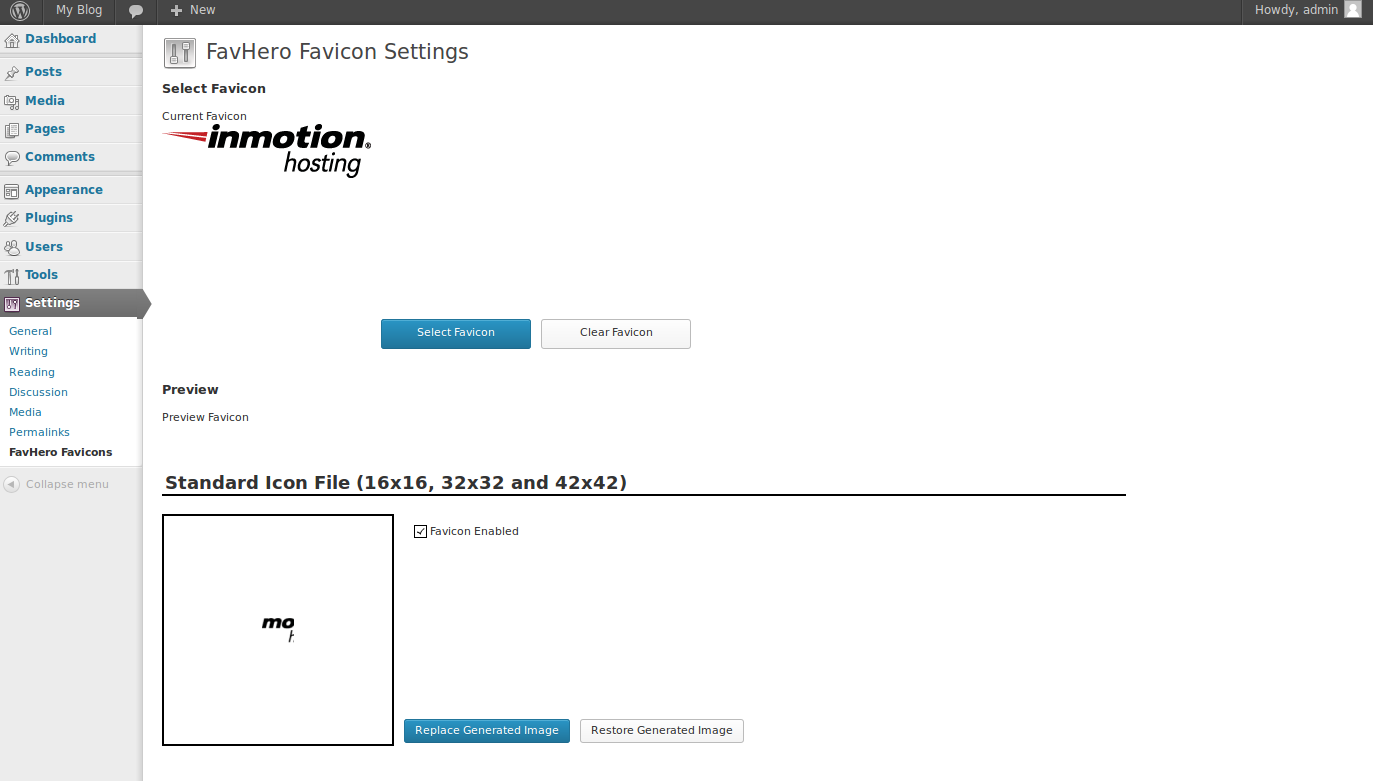 My Blog
New
Howdy, admin
Dashboard
Posts
Media
Pages
Comments
Appearance
Plugins
Users
Tools
Settings
General
Writing
Reading
Discussion
Media
Permalinks
FavHero Favicons
Collapse menu
FavHero Favicon Settings
Select Favicon
Current Favicon
inmotion®
hosting
Select Favicon
Clear Favicon
Preview
Preview Favicon
Standard Icon File (16x16, 32x32 and 42x42)
Favicon Enabled
mo
h
Replace Generated Image
Restore Generated Image